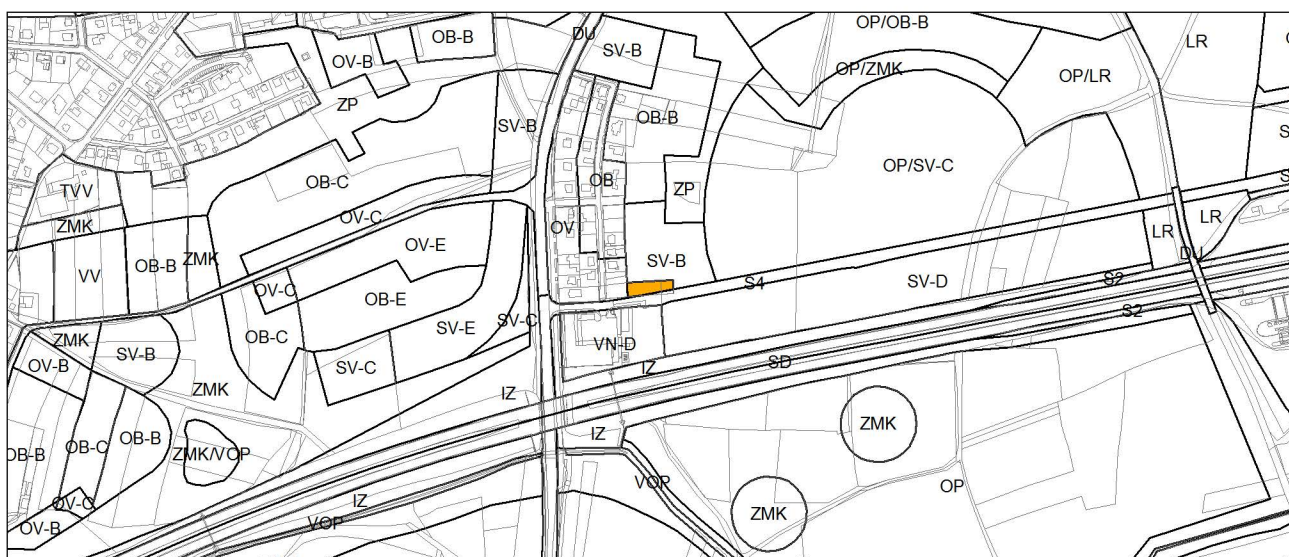 OP/OB-B
DU
OB-B
SV-B
LR
OV-B
OP/ZMK
OP/LR
ZP
OB-B
SV-B
OP/SV-C
OB-C
OB
TVV
ZP
OV-C
ZMK
OV
LR
OV-E
LR
ZMK
OB-B
SV-B
DU
VV
S4
SV-D
S2
OV-C
OB-E
S2
SV-C
SV-E
OB-C
ZMK
VN-D
SV-B
SD
OV-B
SV-C
IZ
ZMK
IZ
ZMK
OB-B
IZ
OB-C
OB-B
ZMK/VOP
VOP
OP
IZ
OV-C
ZMK
VOP
OV-B